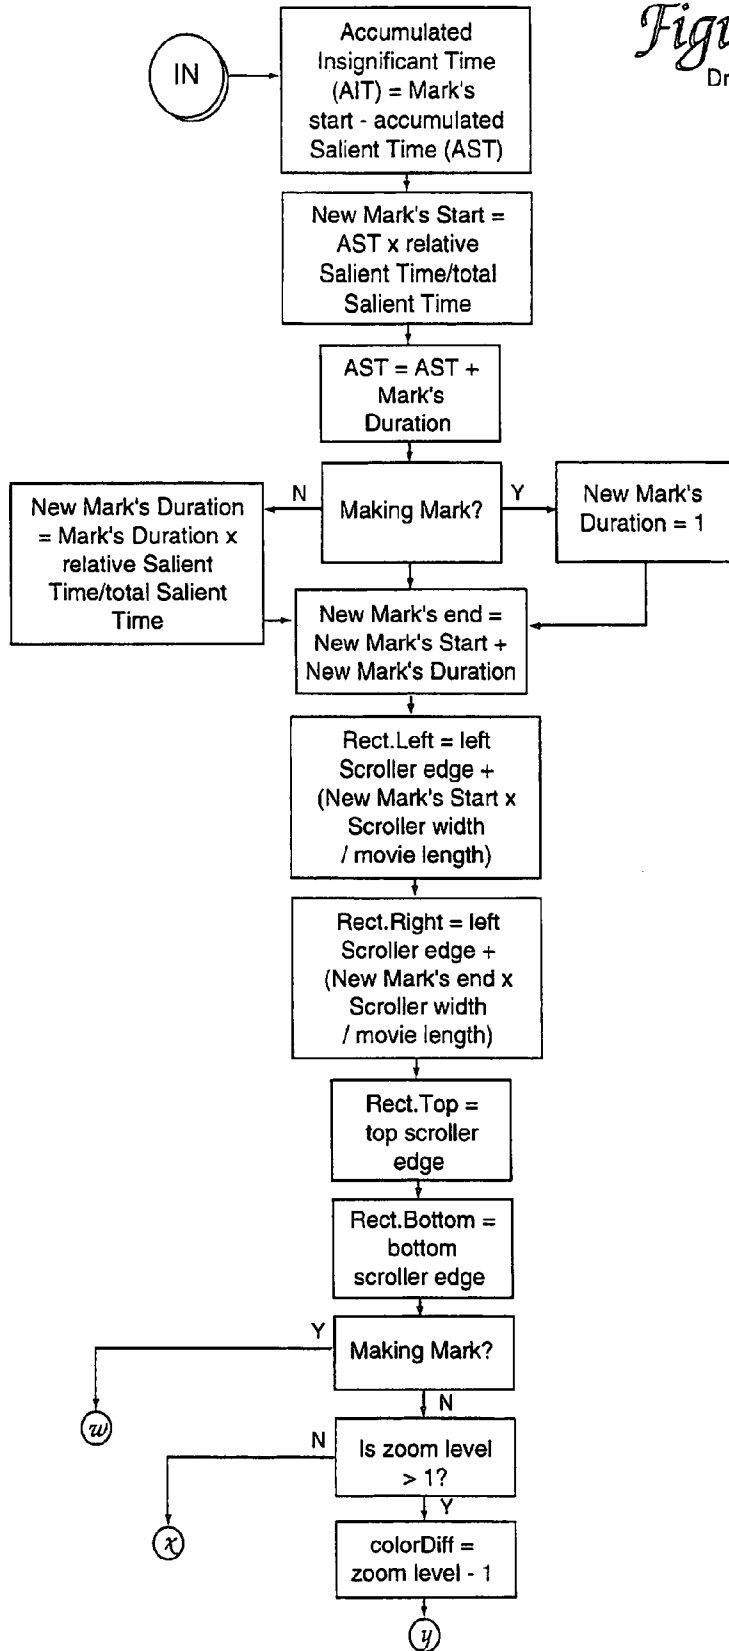 IN
Accumulated
Insignificant Time
(AIT) = Mark's
start - accumulated
Salient Time (AST)
New Mark's Start =
AST x relative
Salient Time/total
Salient Time
AST = AST +
Mark's
Duration
Making Mark?
N
Y
New Mark's Duration
= Mark's Duration x
relative Salient
Time/total Salient
Time
New Mark's
Duration = 1
New Mark's end =
New Mark's Start +
New Mark's Duration
Rect.Left = left
Scroller edge +
(New Mark's Start x
Scroller width
/ movie length)
Rect.Right = left
Scroller edge +
(New Mark's end x
Scroller width
/ movie length)
Rect.Top =
top scroller
edge
Rect.Bottom =
bottom
scroller edge
Making Mark?
Y
w
N
Is zoom level
> 1?
N
x
Y
colorDiff =
zoom level - 1
y